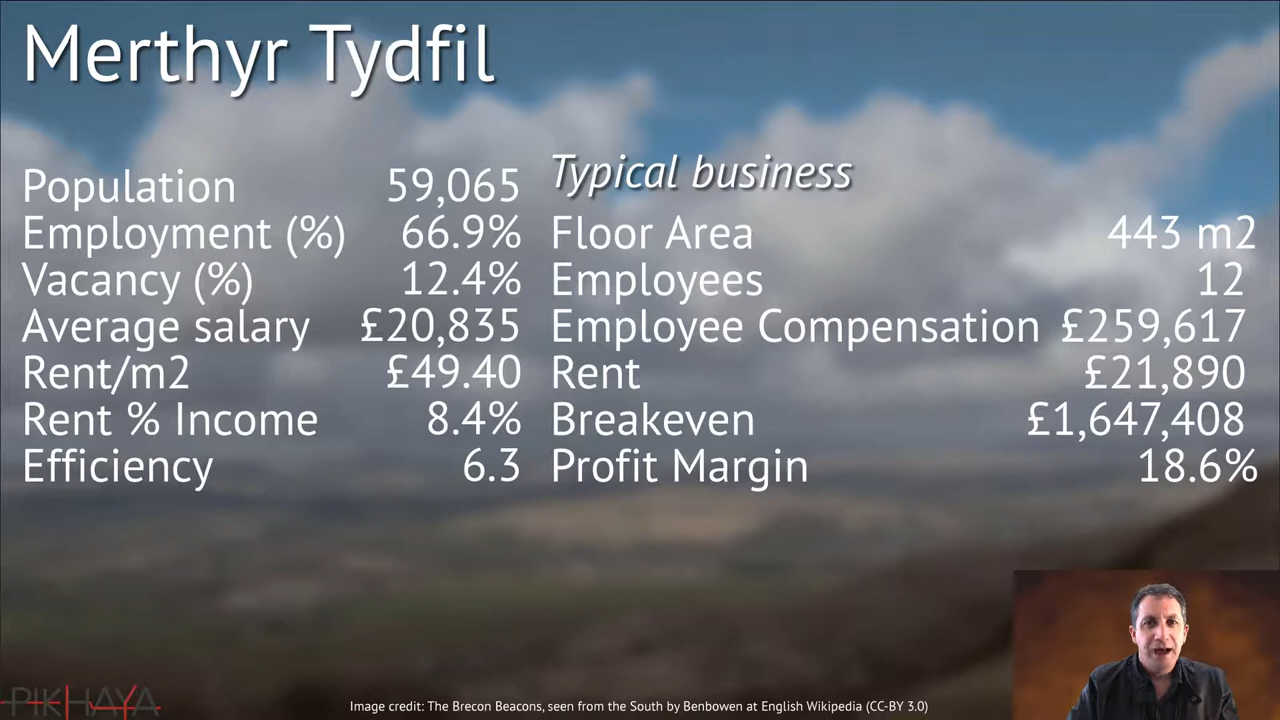 Merthyr Tydfil
Population 59,065
Employment (%) 66.9%
Vacancy (%) 12.4%
Average salary £20,835
Rent/m2 £49.40
Rent % Income 8.4%
Efficiency 6.3
Typical business
Floor Area 443 m2
Employees 12
Employee Compensation £259,617
Rent £21,890
Breakeven £1,647,408
Profit Margin 18.6%
PIKHAYA
Image credit: The Brecon Beacons, seen from the South by Benbowen at English Wikipedia (CC-BY 3.0)